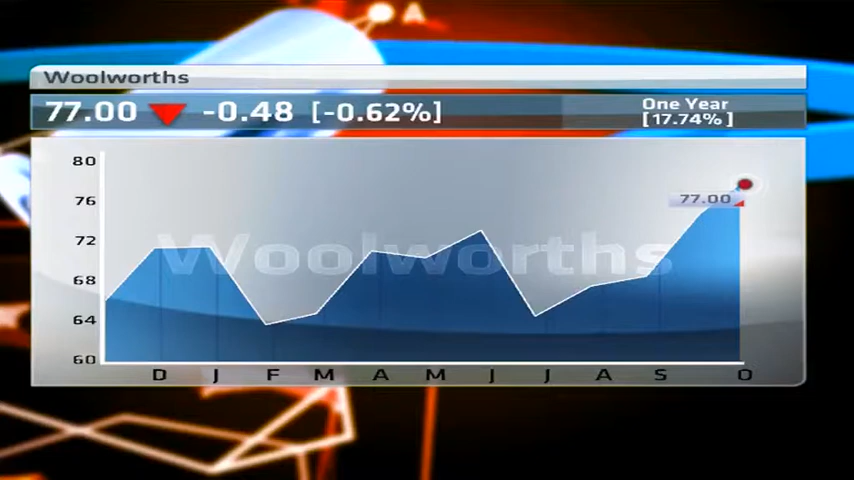 A
Woolworths
77.00 -0.48 [-0.62%]
One Year
[17.74%]
80
76
72
68
64
60
Woolworths
77.00
D J F M A M J J A S O